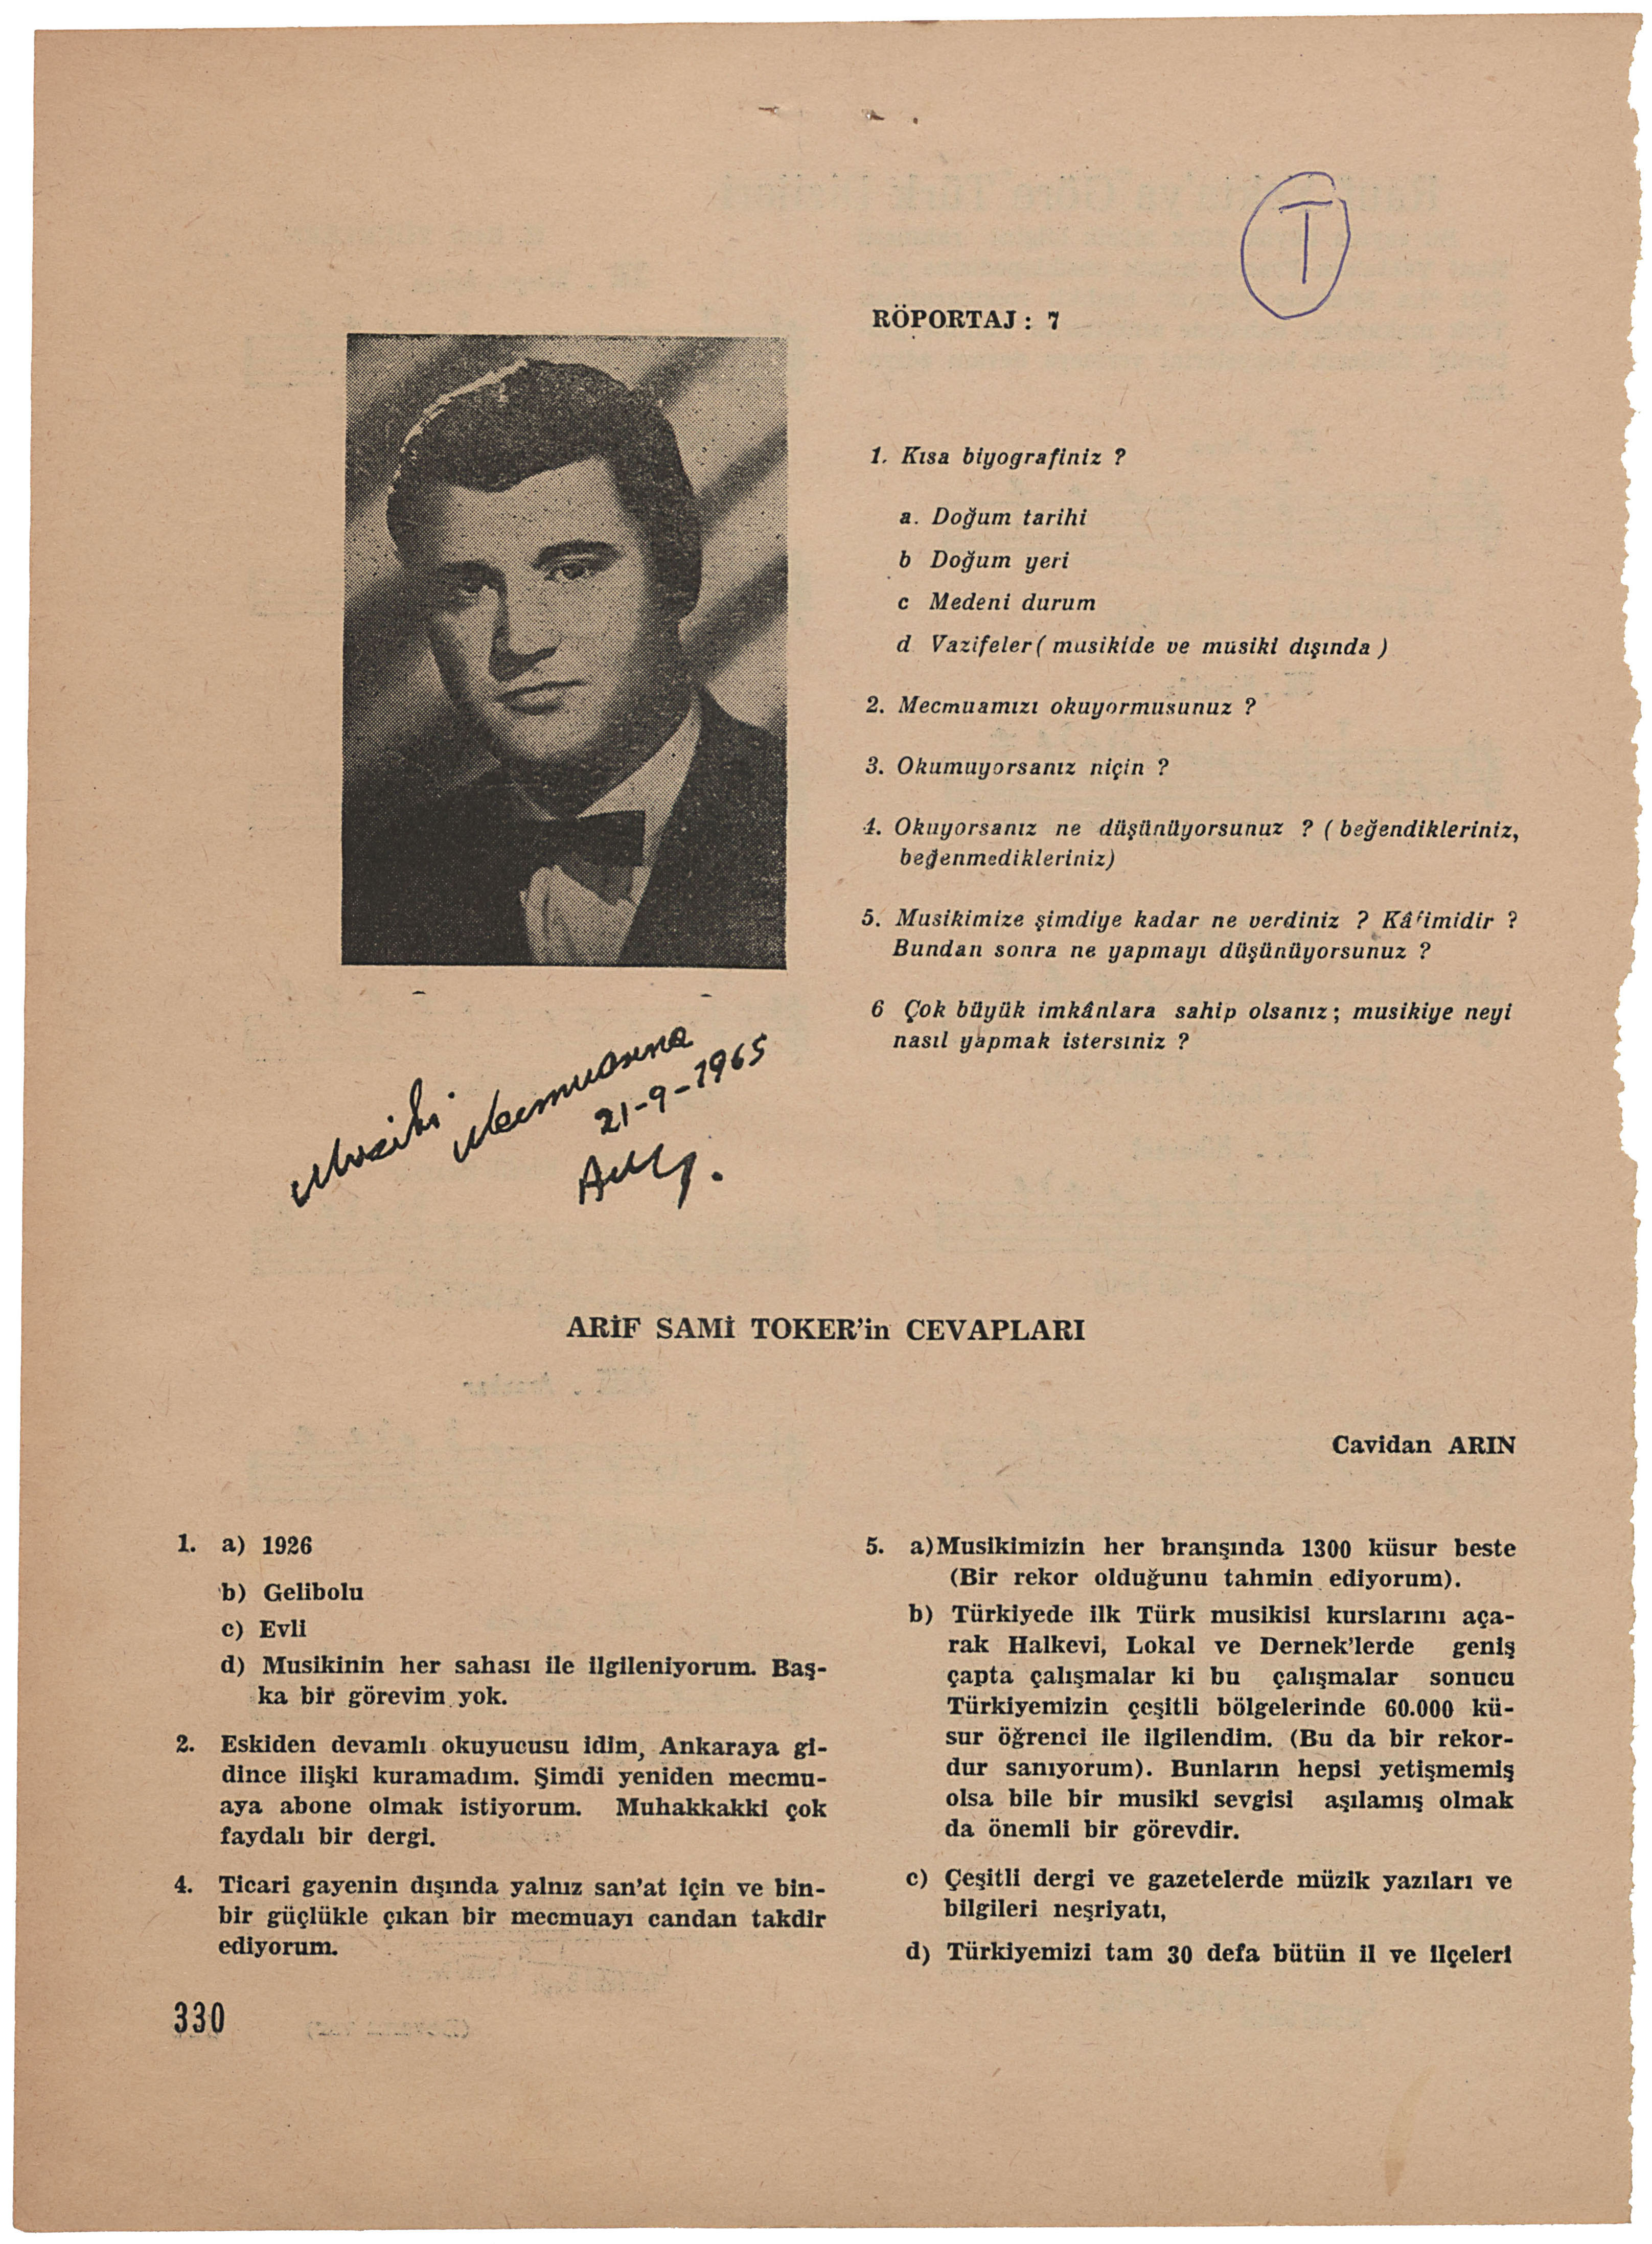 T
RÖPORTAJ: 7
1. Kısa biyografiniz ?
a. Doğum tarihi
b Doğum yeri
c Medeni durum
d Vazifeler ( musikide ve musiki dışında )
2. Mecmuamızı okuyormusunuz ?
3. Okumuyorsanız niçin ?
4. Okuyorsanız ne düşünüyorsunuz ? ( beğendikleriniz,
beğenmedikleriniz)
5. Musikimize şimdiye kadar ne verdiniz ? Kâfimidir ?
Bundan sonra ne yapmayı düşünüyorsunuz ?
6 Çok büyük imkânlara sahip olsanız; musikiye neyi
nasıl yapmak istersiniz ?
Musiki Mecmuasına
21-9-1965
ARİF SAMİ TOKER'in CEVAPLARI
Cavidan ARIN
1. a) 1926
b) Gelibolu
c) Evli
d) Musikinin her sahası ile ilgileniyorum. Baş-
ka bir görevim yok.
2. Eskiden devamlı okuyucusu idim, Ankaraya gi-
dince ilişki kuramadım. Şimdi yeniden mecmu-
aya abone olmak istiyorum. Muhakkakki çok
faydalı bir dergi.
4. Ticari gayenin dışında yalnız san'at için ve bin-
bir güçlükle çıkan bir mecmuayı candan takdir
ediyorum.
5. a)Musikimizin her branşında 1300 küsur beste
(Bir rekor olduğunu tahmin ediyorum).
b) Türkiyede ilk Türk musikisi kurslarını aça-
rak Halkevi, Lokal ve Dernek'lerde geniş
çapta çalışmalar ki bu çalışmalar sonucu
Türkiyemizin çeşitli bölgelerinde 60.000 kü-
sur öğrenci ile ilgilendim. (Bu da bir rekor-
dur sanıyorum). Bunların hepsi yetişmemiş
olsa bile bir musiki sevgisi aşılamış olmak
da önemli bir görevdir.
c) Çeşitli dergi ve gazetelerde müzik yazıları ve
bilgileri neşriyatı,
d) Türkiyemizi tam 30 defa bütün il ve ilçeleri
330